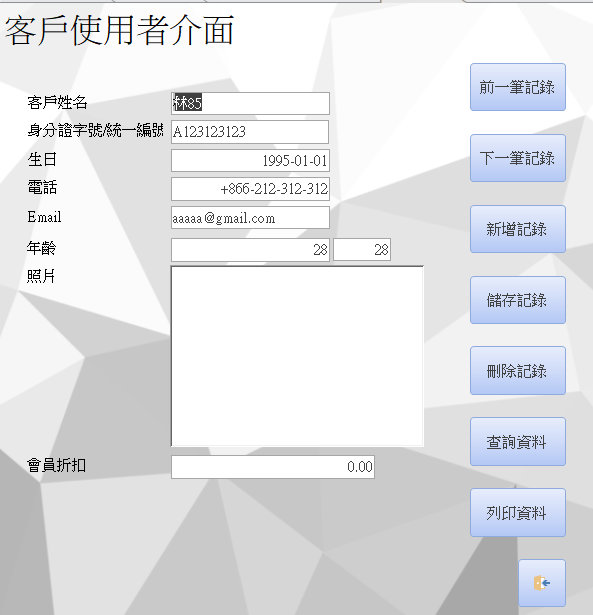 客戶使用者介面
客戶姓名 林85
身分證字號/統一編號 A123123123
生日 1995-01-01
電話 +866-212-312-312
Email aaaaa@gmail.com
年齡 28 28
照片
會員折扣 0.00
前一筆記錄
下一筆記錄
新增記錄
儲存記錄
刪除記錄
查詢資料
列印資料